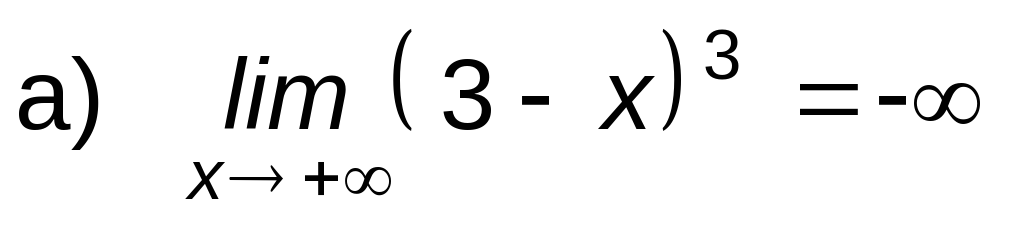 a) lim (3 - x)³ = -∞
x→ +∞